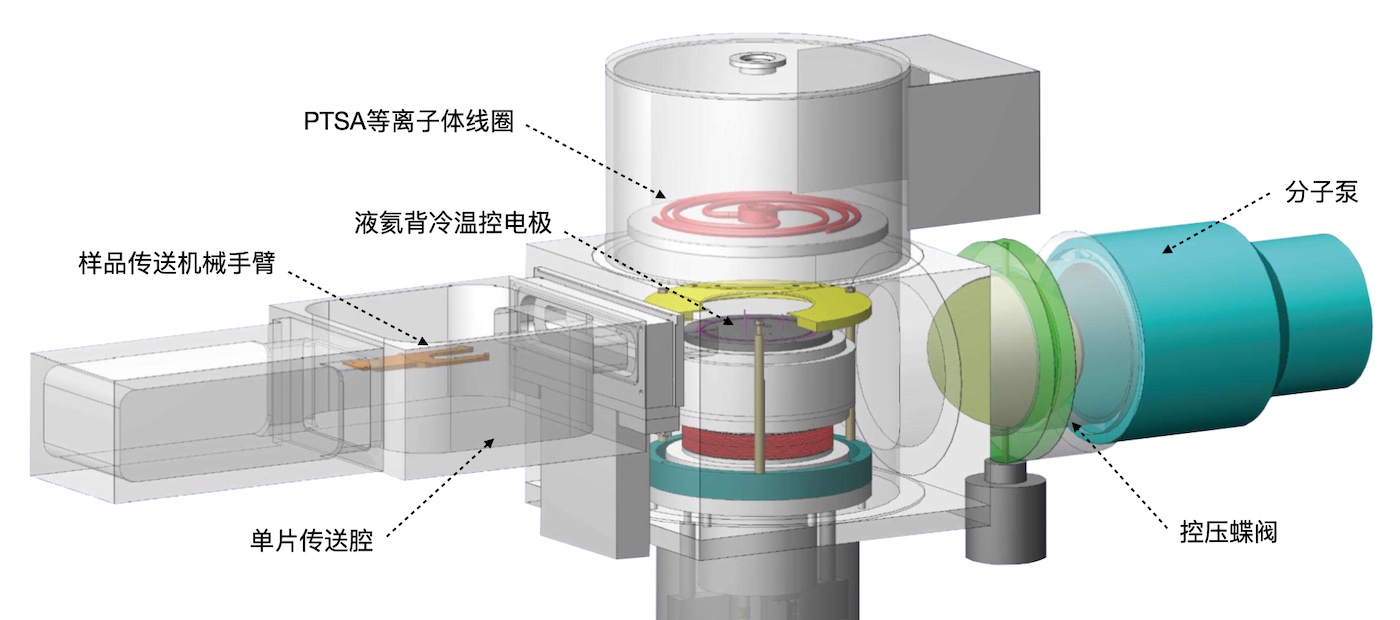 PTSA等离子体线圈
分子泵
液氦背冷温控电极
样品传送机械手臂
单片传送腔
控压蝶阀